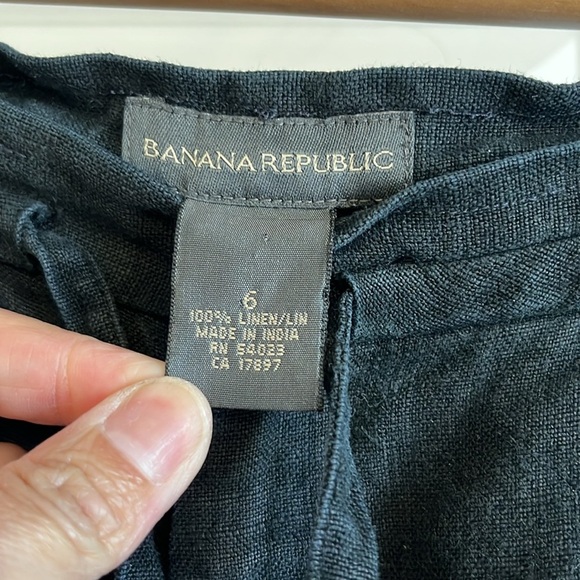 BANANA REPUBLIC
6
100% LINEN/LIN
MADE IN INDIA
RN 54023
CA 17897